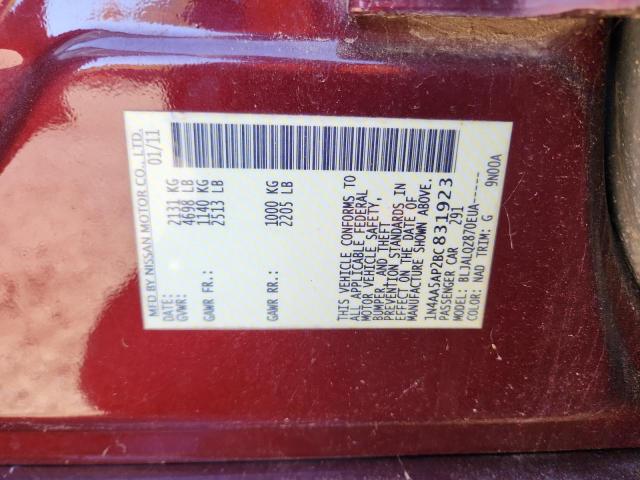 MFD BY NISSAN MOTOR CO., LTD.
DATE: 01/11
GVWR: 2131 KG
4698 LB
GAWR FR: 1140 KG
2513 LB
GAWR RR: 1000 KG
2205 LB
THIS VEHICLE CONFORMS TO
ALL APPLICABLE FEDERAL
MOTOR VEHICLE SAFETY,
BUMPER, AND THEFT
PREVENTION STANDARDS IN
EFFECT ON THE DATE OF
MANUFACTURE SHOWN ABOVE.
1N4AA5AP2BC831923
PASSENGER CAR 291
MODEL: BLJALQZ870EUA------
COLOR: NAD TRIM: G 9N00A